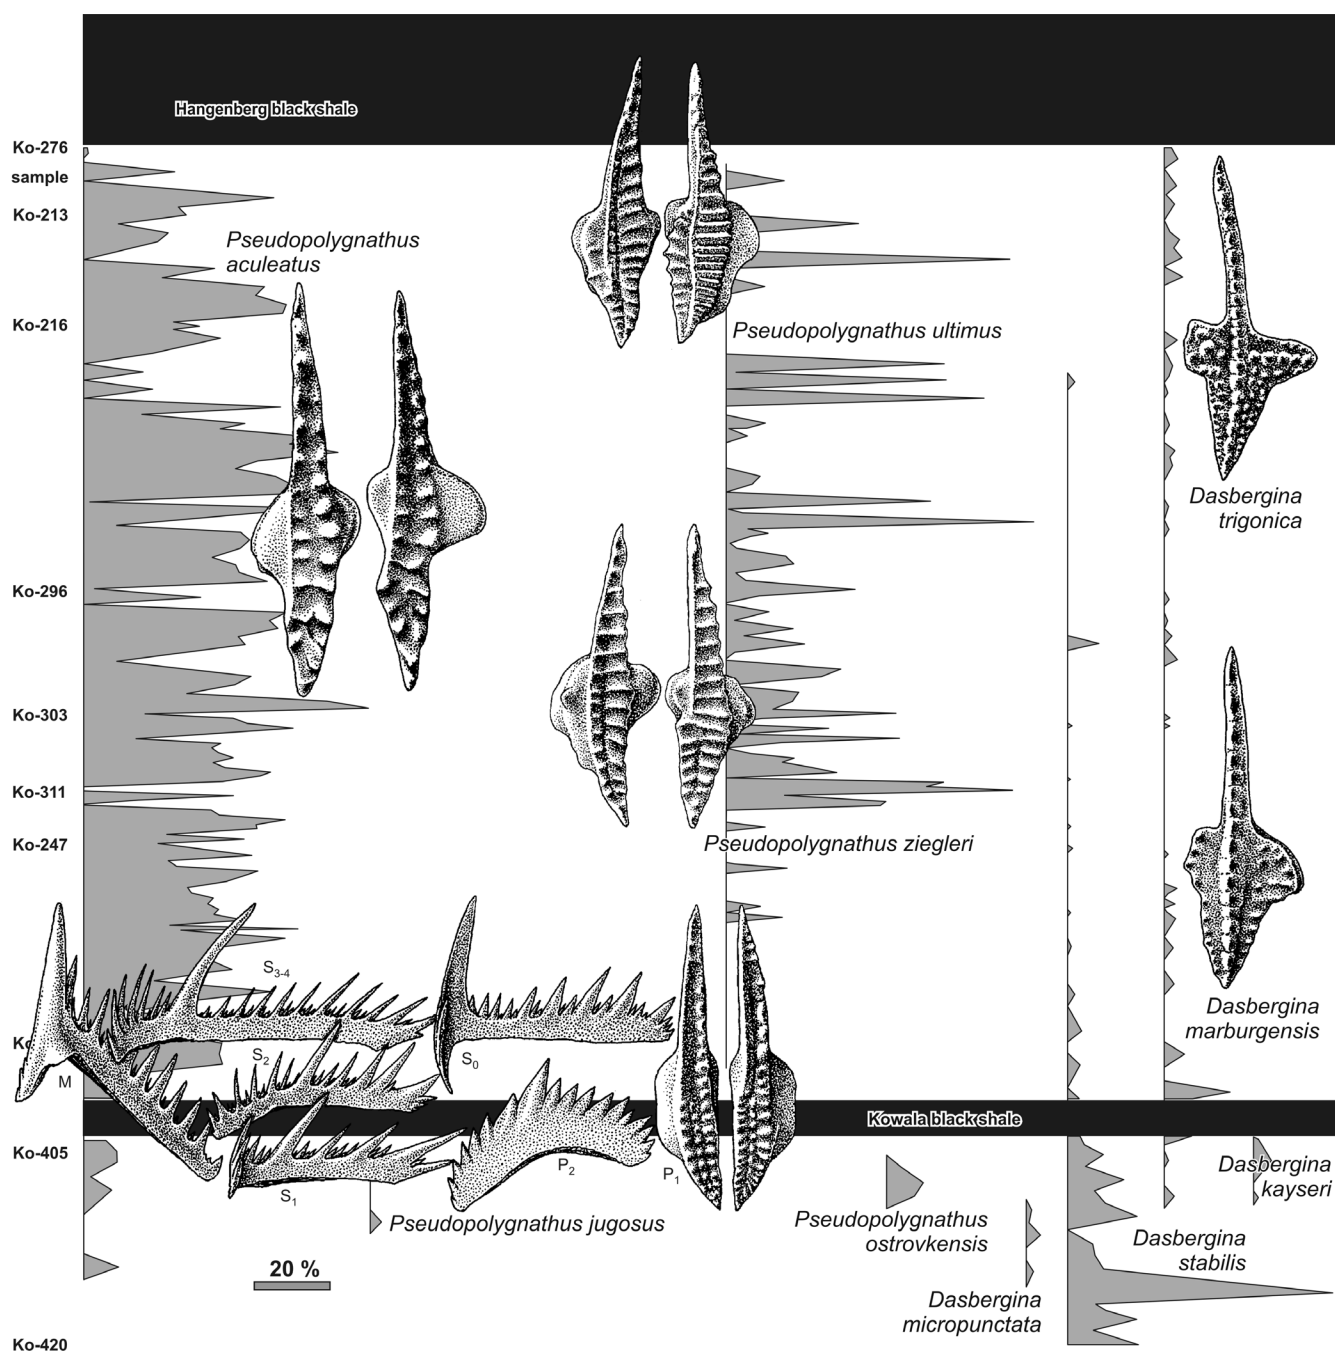 Hangenberg black shale
Ko-276
sample
Ko-213
Pseudopolygnathus
aculeatus
Ko-216
Pseudopolygnathus ultimus
Dasbergina
trigonica
Ko-296
Ko-303
Ko-311
Ko-247
Pseudopolygnathus ziegleri
S3-4
Dasbergina
marburgensis
S0
S2
M
Kowala black shale
Ko-405
P2
P1
S1
Dasbergina
kayseri
Pseudopolygnathus jugosus
Pseudopolygnathus
ostrovkensis
Dasbergina
stabilis
20 %
Dasbergina
micropunctata
Ko-420